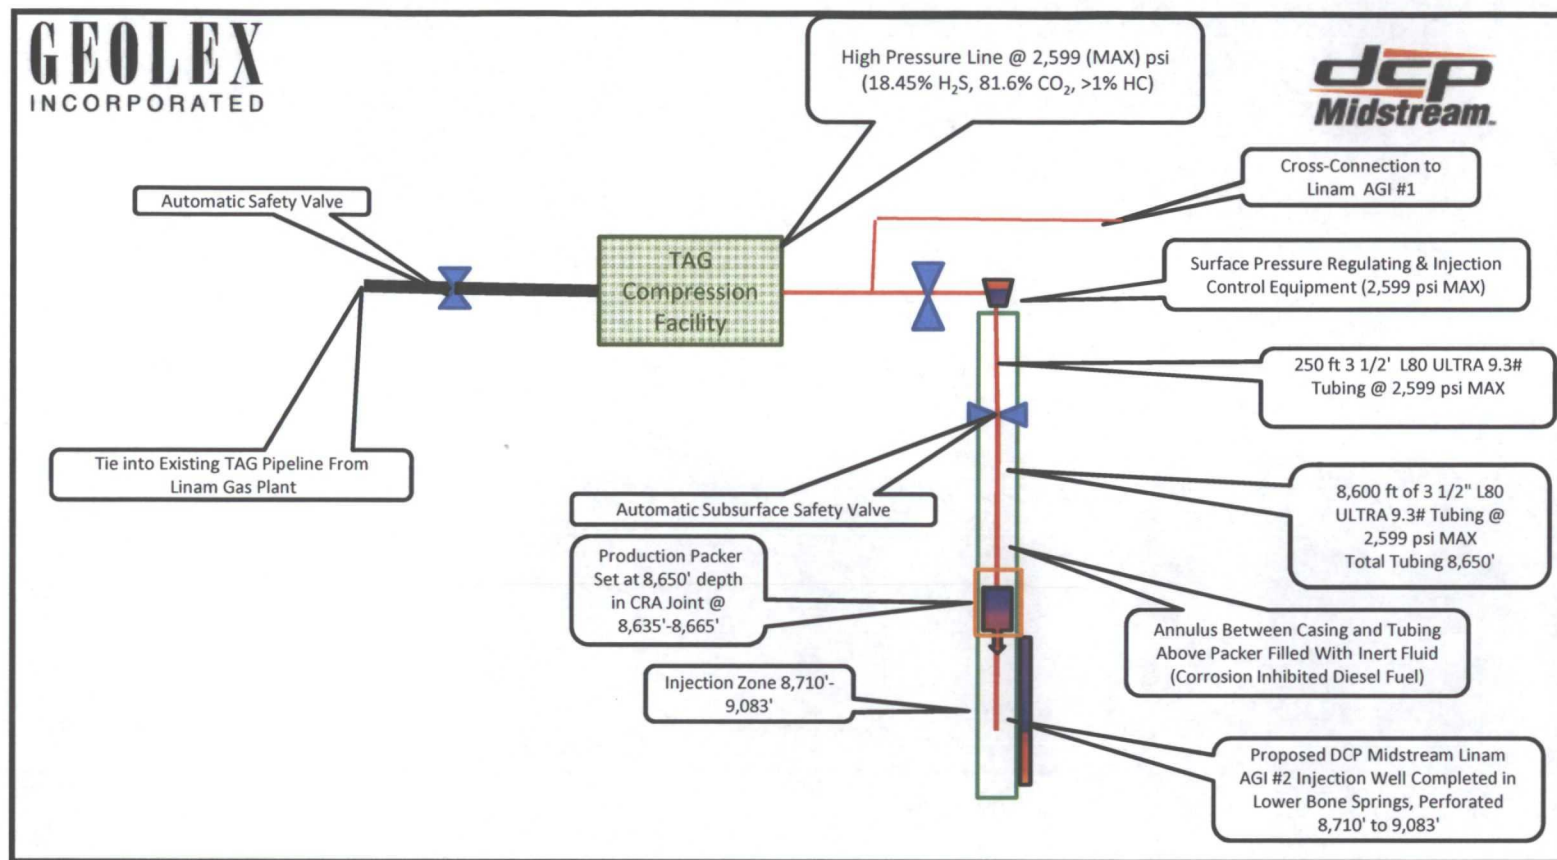 GEOLEX
INCORPORATED
High Pressure Line @ 2,599 (MAX) psi
(18.45% H₂S, 81.6% CO₂, >1% HC)
dcp
Midstream™
Cross-Connection to
Linam AGI #1
Automatic Safety Valve
TAG
Compression
Facility
Surface Pressure Regulating & Injection
Control Equipment (2,599 psi MAX)
250 ft 3 1/2' L80 ULTRA 9.3#
Tubing @ 2,599 psi MAX
Tie into Existing TAG Pipeline From
Linam Gas Plant
Automatic Subsurface Safety Valve
8,600 ft of 3 1/2" L80
ULTRA 9.3# Tubing @
2,599 psi MAX
Total Tubing 8,650'
Production Packer
Set at 8,650' depth
in CRA Joint @
8,635'-8,665'
Annulus Between Casing and Tubing
Above Packer Filled With Inert Fluid
(Corrosion Inhibited Diesel Fuel)
Injection Zone 8,710'-
9,083'
Proposed DCP Midstream Linam
AGI #2 Injection Well Completed in
Lower Bone Springs, Perforated
8,710' to 9,083'